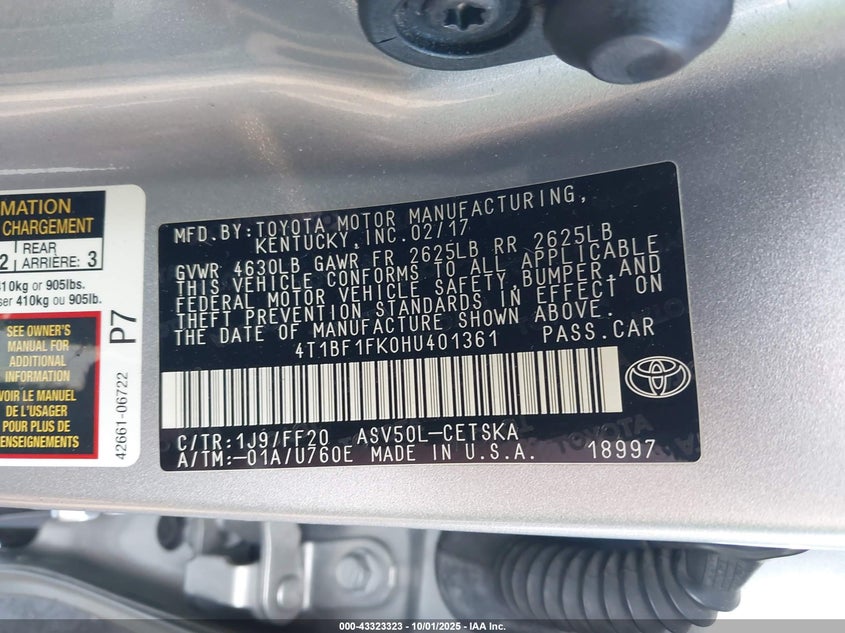 MATION
CHARGEMENT
2
REAR
ARRIÈRE: 3
410kg or 905lbs.
ser 410kg ou 905lb.
SEE OWNER'S
MANUAL FOR
ADDITIONAL
INFORMATION
VOIR LE MANUEL
DE L'USAGER
POUR PLUS DE
RENSEIGNEMENTS
P7
42661-06722
MFD.BY:TOYOTA MOTOR MANUFACTURING,
KENTUCKY,INC.02/17
GVWR 4630LB GAWR FR 2625LB RR 2625LB
THIS VEHICLE CONFORMS TO ALL APPLICABLE
FEDERAL MOTOR VEHICLE SAFETY,BUMPER,AND
THEFT PREVENTION STANDARDS IN EFFECT ON
THE DATE OF MANUFACTURE SHOWN ABOVE.
4T1BF1FK0HU401361 PASS.CAR
C/TR:1J9/FF20 ASV50L-CETSKA
A/TM:-01A/U760E MADE IN U.S.A. 18997
000-43323323 - 10/01/2025 - IAA Inc.